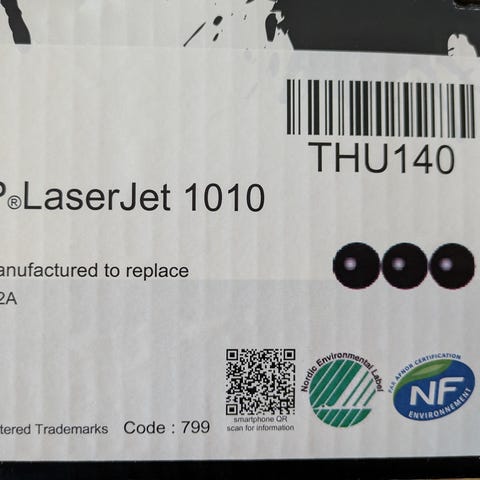 THU140
P®LaserJet 1010
anufactured to replace
2A
smartphone QR
scan for information
Nordic Environmental Label
PAR AFNOR CERTIFICATION
NF
ENVIRONNEMENT
tered Trademarks Code : 799